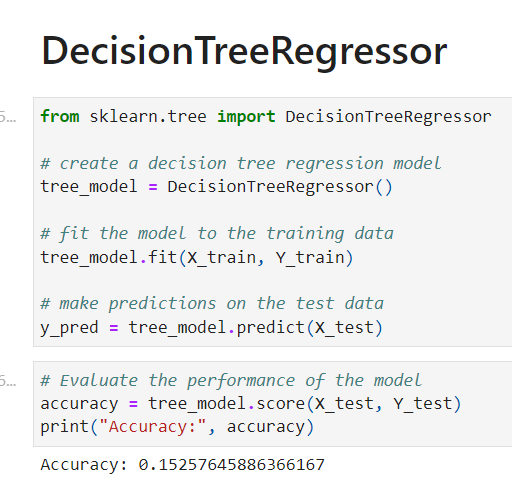 DecisionTreeRegressor
from sklearn.tree import DecisionTreeRegressor
# create a decision tree regression model
tree_model = DecisionTreeRegressor()
# fit the model to the training data
tree_model.fit(X_train, Y_train)
# make predictions on the test data
y_pred = tree_model.predict(X_test)
# Evaluate the performance of the model
accuracy = tree_model.score(X_test, Y_test)
print("Accuracy:", accuracy)
Accuracy: 0.15257645886366167